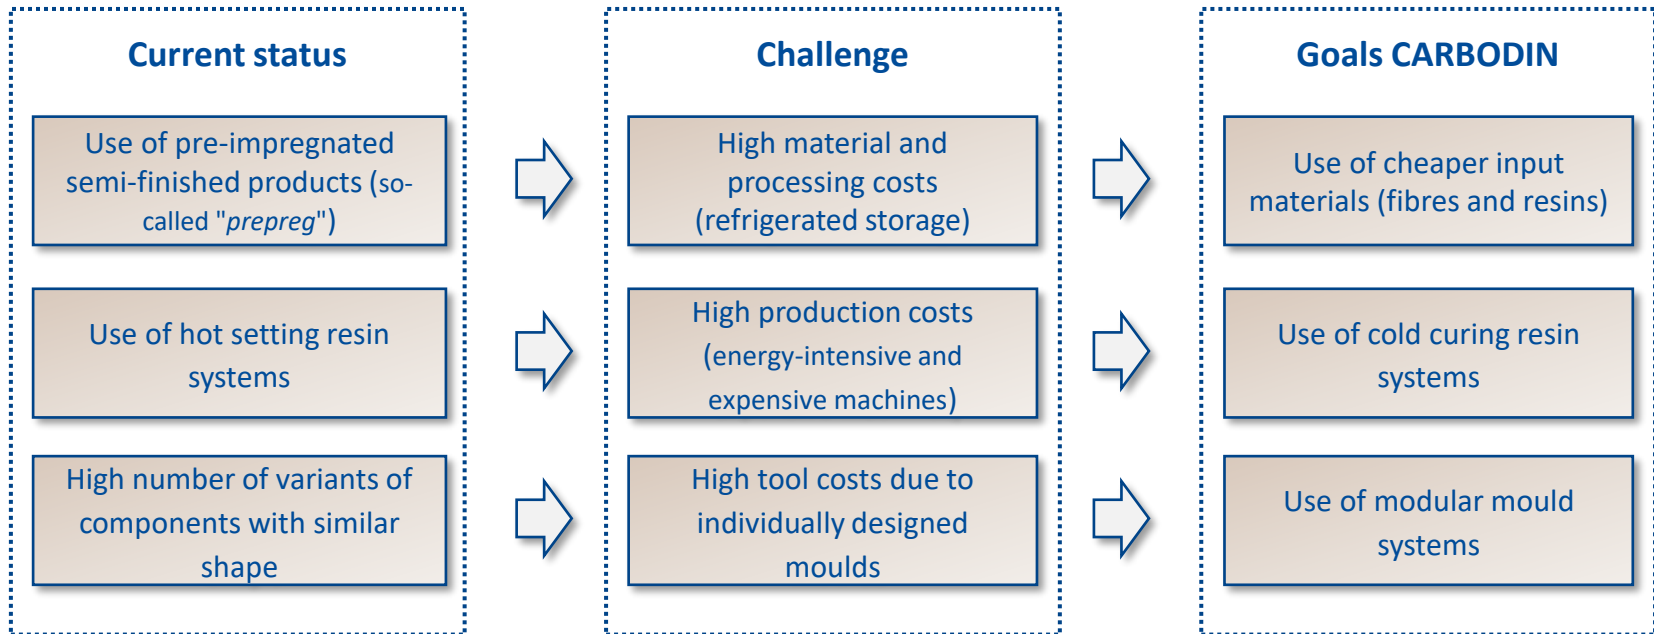 Current status
Use of pre-impregnated
semi-finished products (so-
called "prepreg")
Use of hot setting resin
systems
High number of variants of
components with similar
shape
Challenge
High material and
processing costs
(refrigerated storage)
High production costs
(energy-intensive and
expensive machines)
High tool costs due to
individually designed
moulds
Goals CARBODIN
Use of cheaper input
materials (fibres and resins)
Use of cold curing resin
systems
Use of modular mould
systems